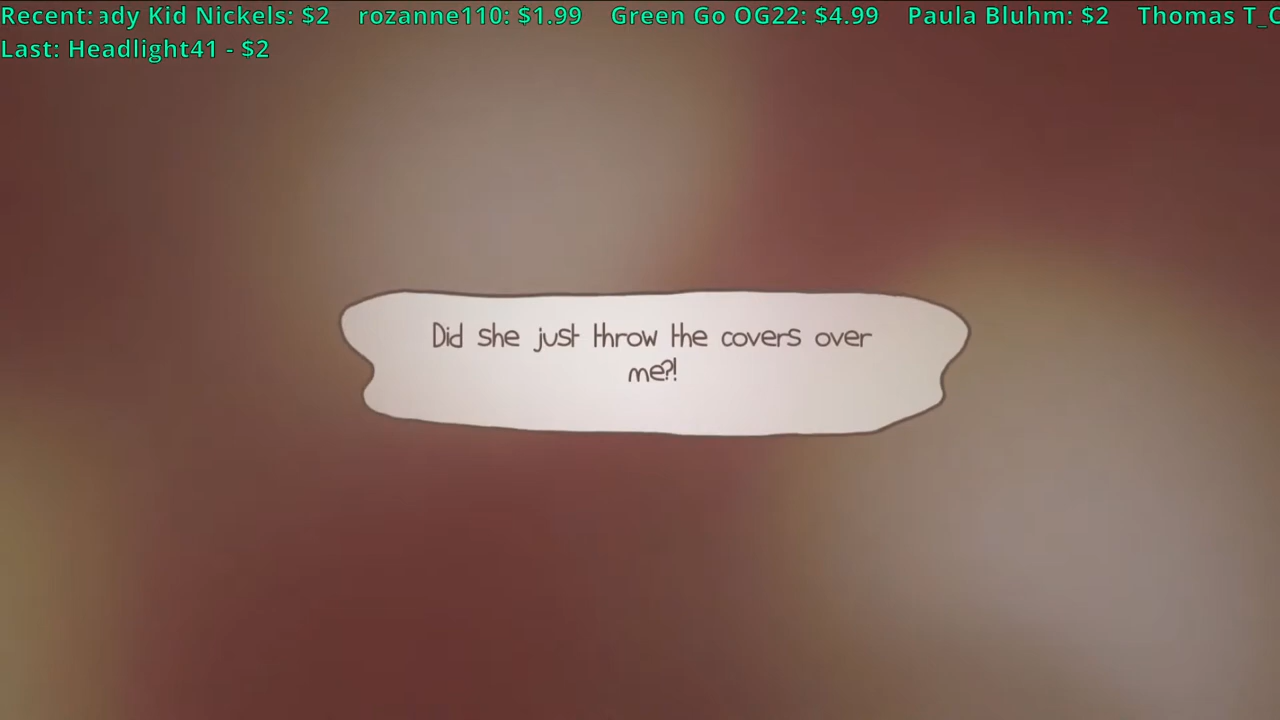 Recent: ady Kid Nickels: $2 rozanne110: $1.99 Green Go OG22: $4.99 Paula Bluhm: $2 Thomas
Last: Headlight41 - $2
Did she just throw the covers over
me?!